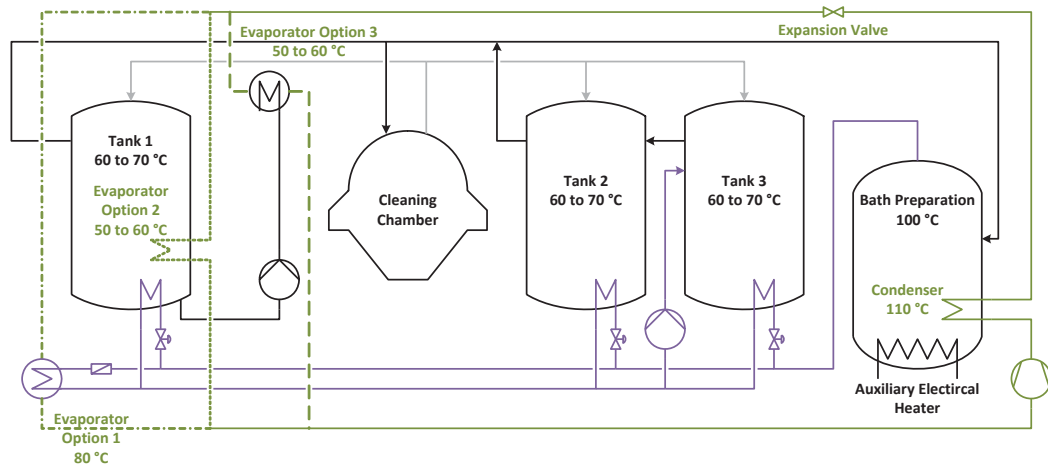 Evaporator Option 3
50 to 60 °C
Expansion Valve
Tank 1
60 to 70 °C
Evaporator
Option 2
50 to 60 °C
Cleaning
Chamber
Tank 2
60 to 70 °C
Tank 3
60 to 70 °C
Bath Preparation
100 °C
Condenser
110 °C
Auxiliary Electircal
Heater
Evaporator
Option 1
80 °C